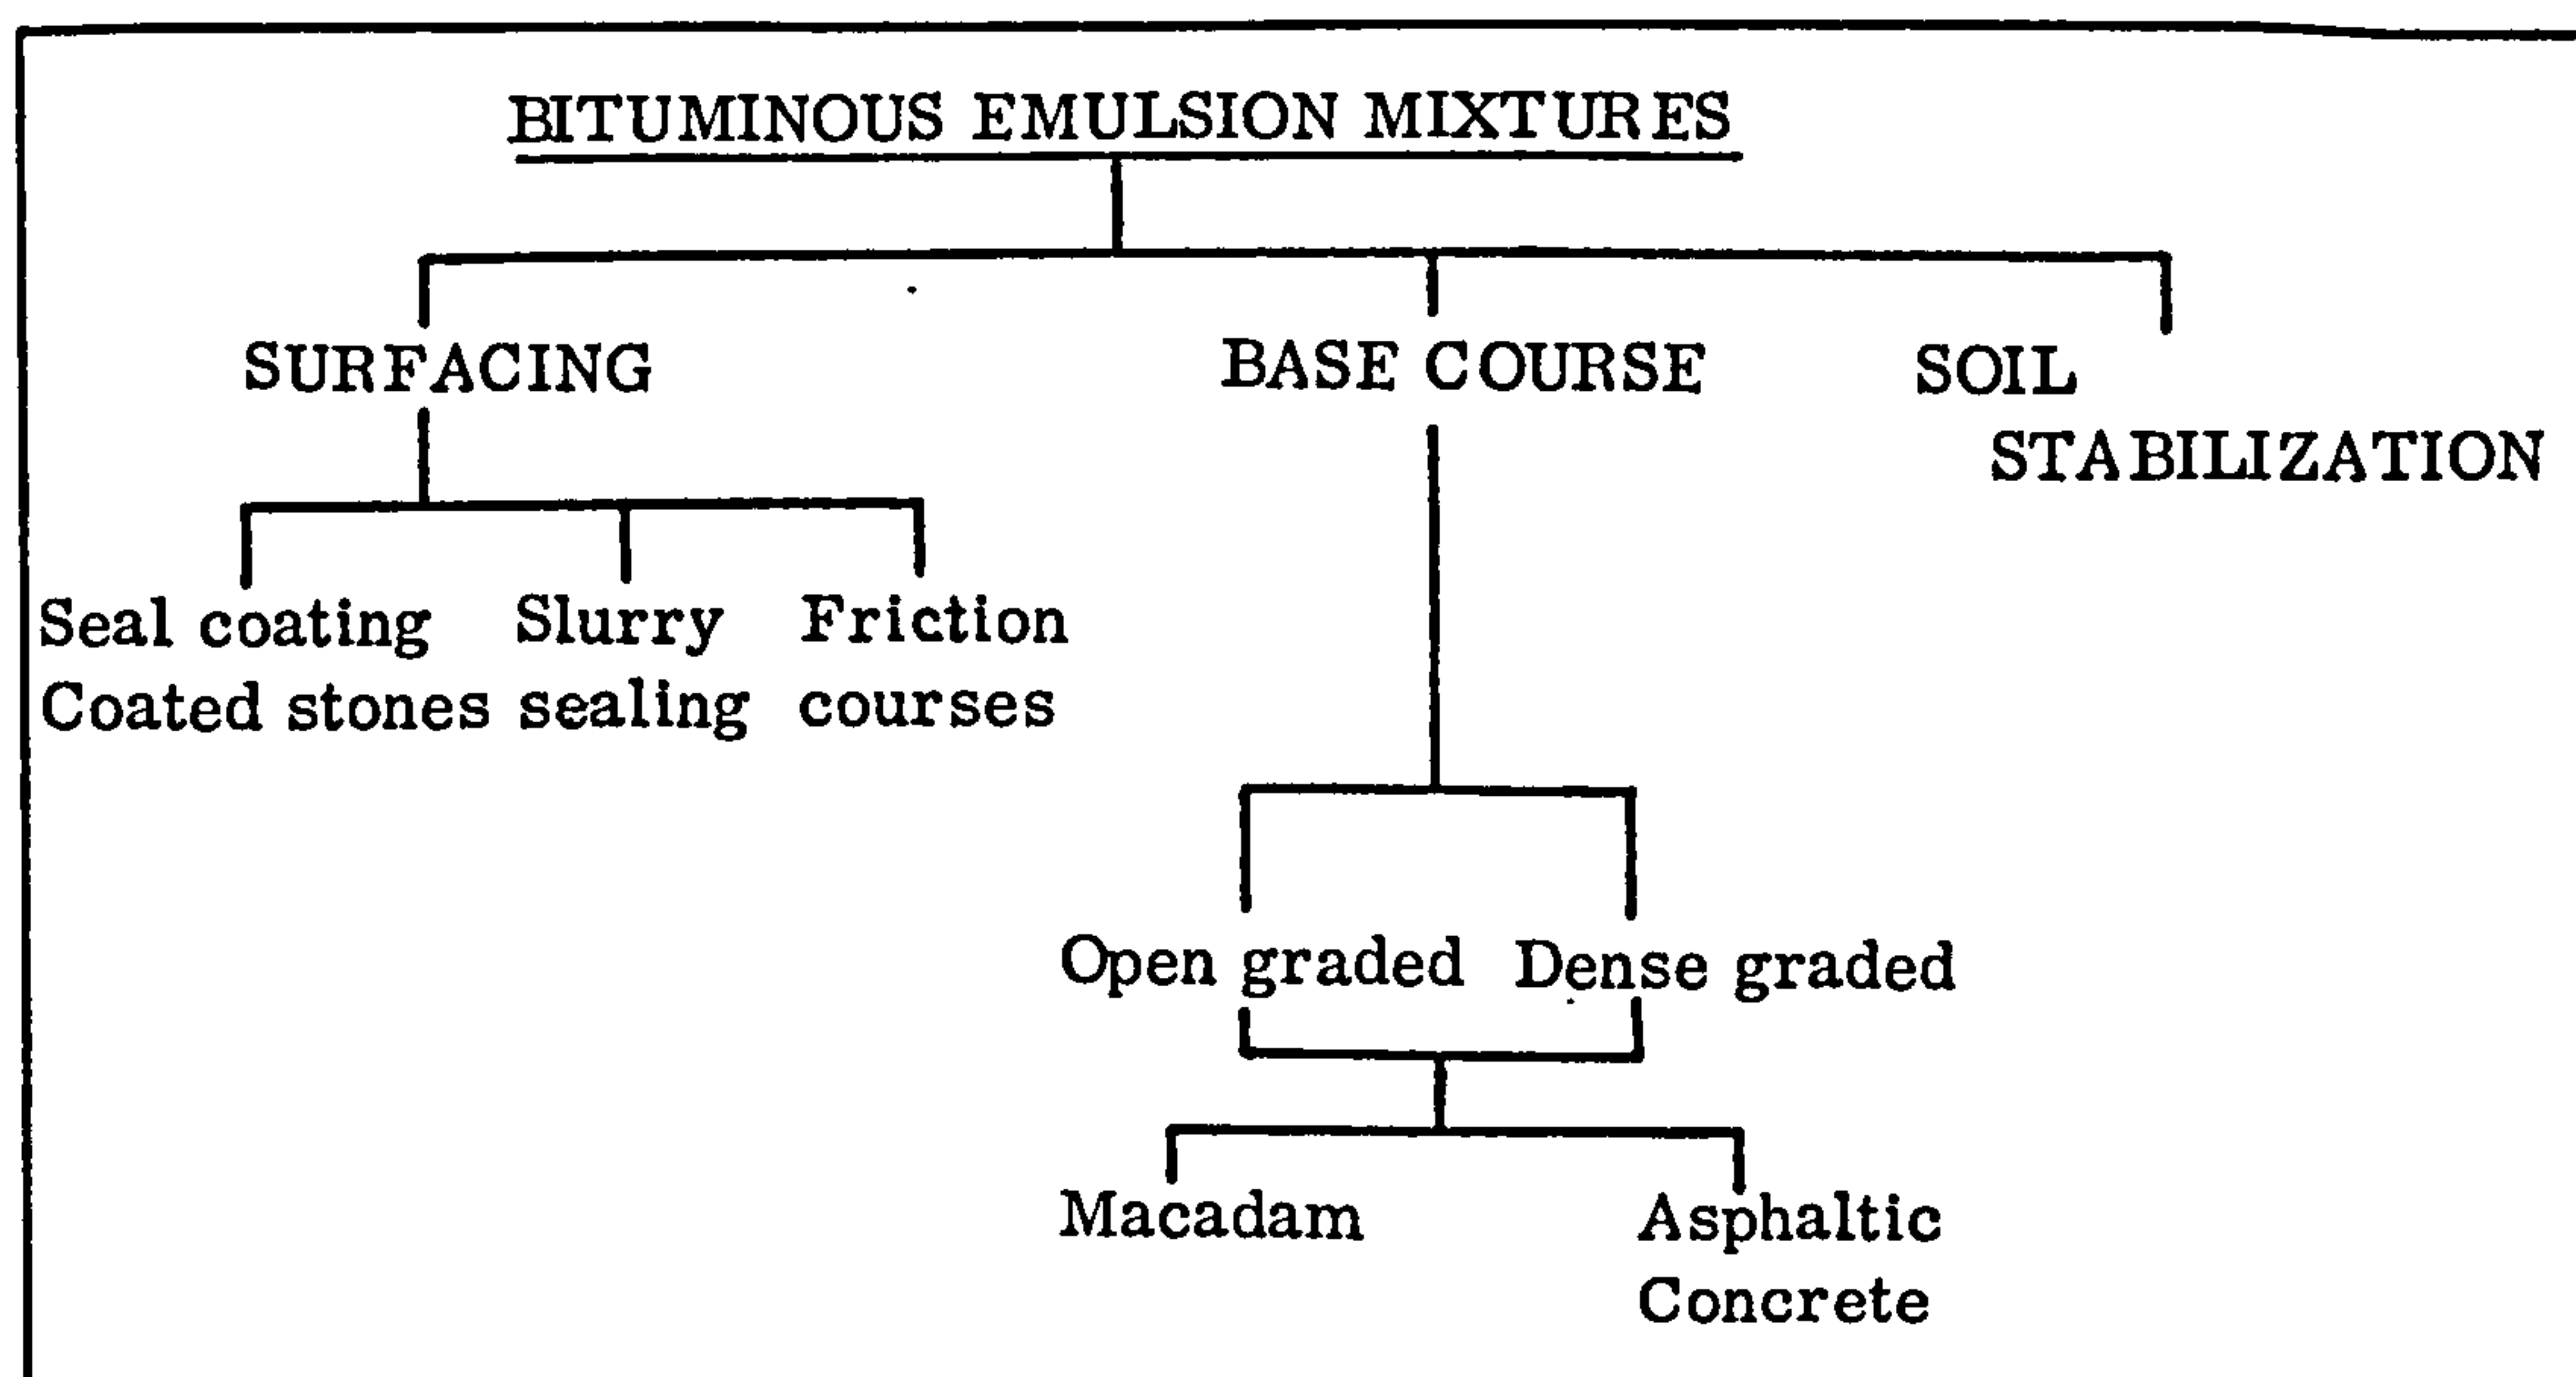 BITUMINOUS EMULSION MIXTURES
SURFACING
BASE COURSE
SOIL
STABILIZATION
Seal coating
Coated stones
Slurry
sealing
Friction
courses
Open graded
Dense graded
Macadam
Asphaltic
Concrete